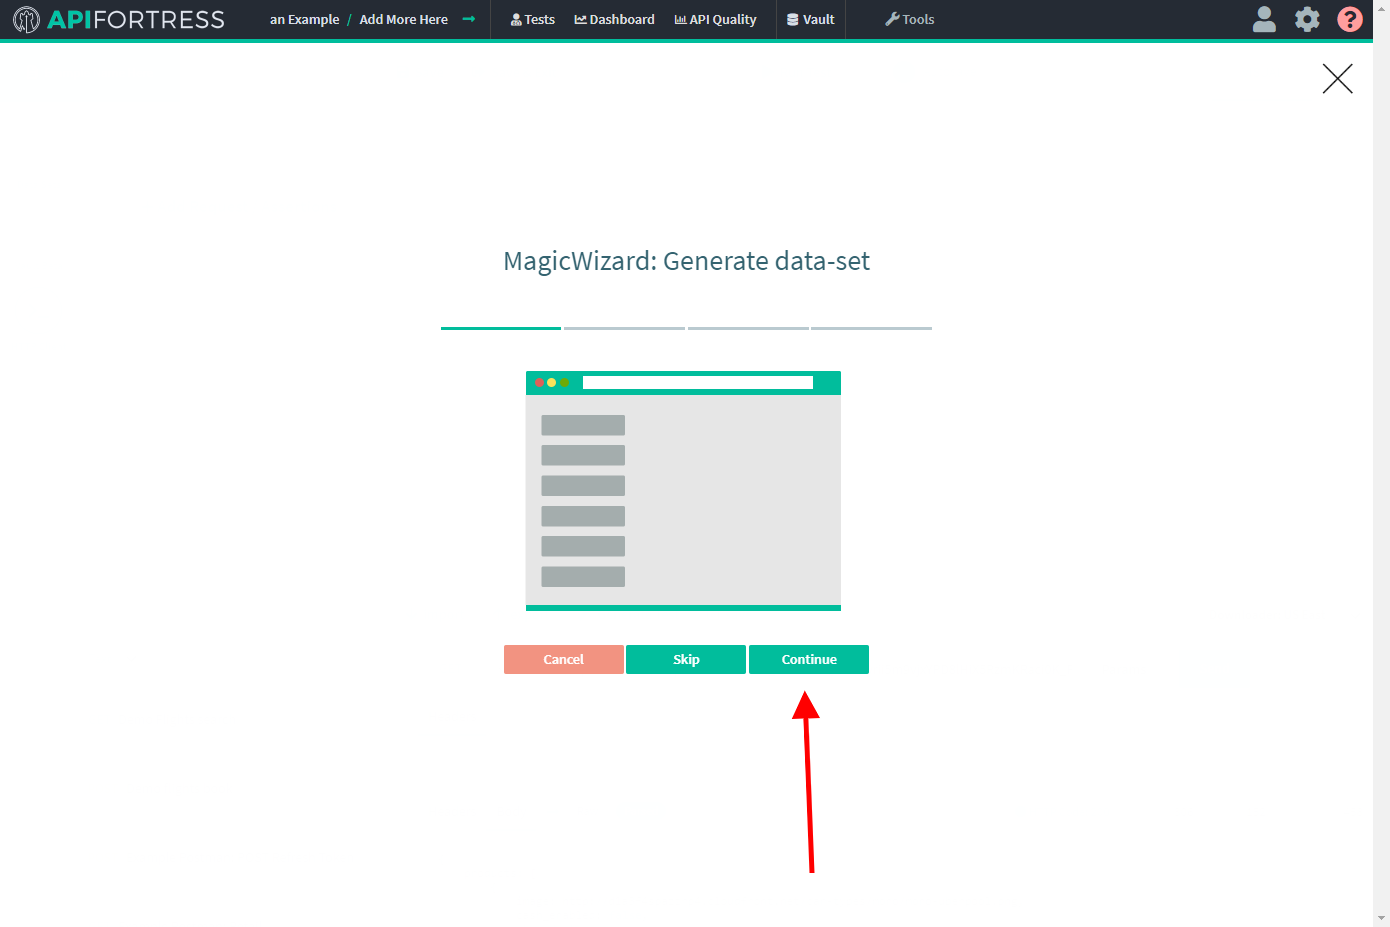 APIFORTRESS an Example / Add More Here Tests Dashboard API Quality Vault Tools ?
MagicWizard: Generate data-set
Cancel Skip Continue